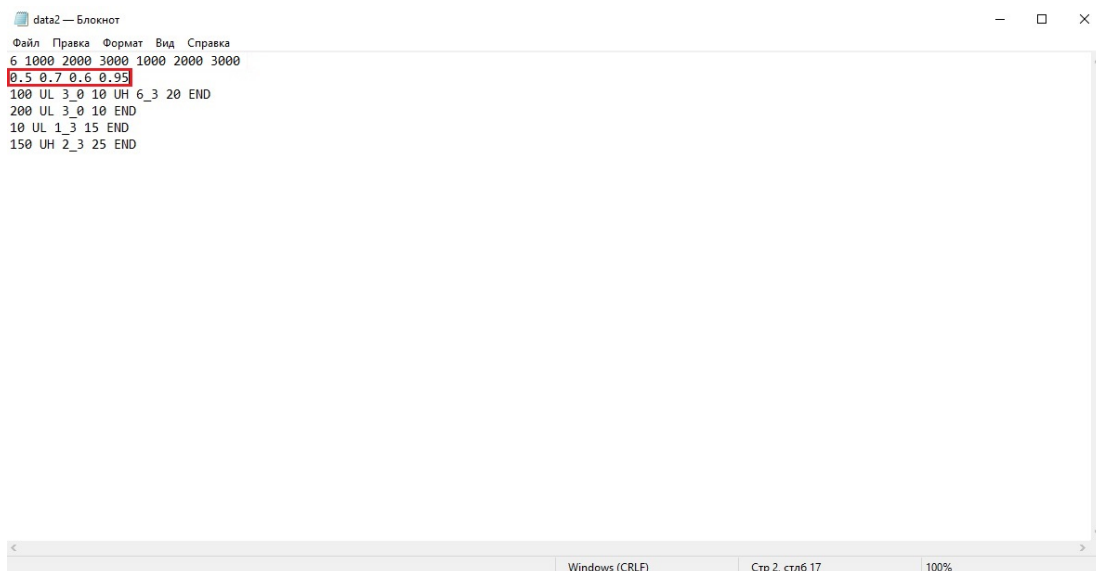 data2 — Блокнот
Файл Правка Формат Вид Справка
6 1000 2000 3000 1000 2000 3000
0.5 0.7 0.6 0.95
100 UL 3_0 10 UH 6_3 20 END
200 UL 3_0 10 END
10 UL 1_3 15 END
150 UH 2_3 25 END
Windows (CRLF) Стр 2, стлб 17 100%